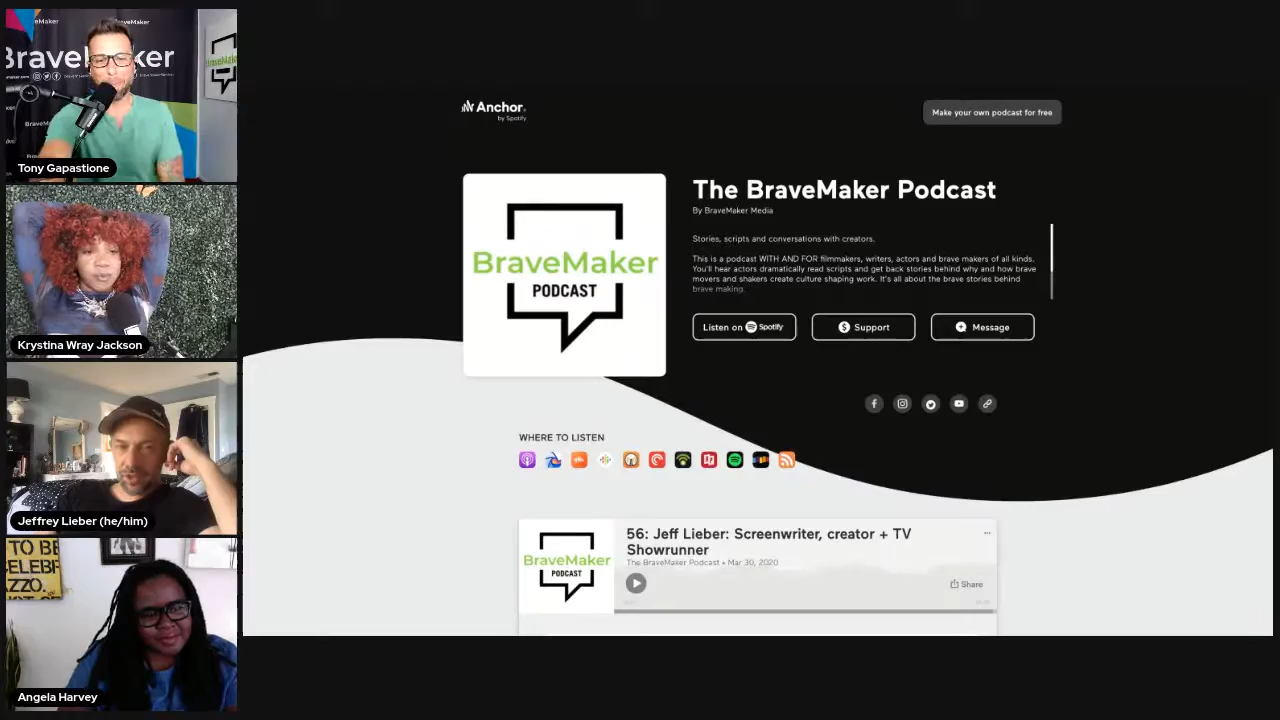 BraveMaker
BraveMaker
Tony Gapastione
Krystina Wray Jackson
Jeffrey Lieber (he/him)
TO BE
CELEB
Angela Harvey
Anchor
by Spotify
Make your own podcast for free
BraveMaker
PODCAST
The BraveMaker Podcast
By BraveMaker Media
Stories, scripts and conversations with creators.
This is a podcast WITH AND FOR filmmakers, writers, actors and brave makers of all kinds.
You'll hear actors dramatically read scripts and get back stories behind why and how brave
movers and shakers create culture shaping work. It's all about the brave stories behind
brave making.
Listen on Spotify
Support
Message
WHERE TO LISTEN
BraveMaker
PODCAST
56: Jeff Lieber: Screenwriter, creator + TV
Showrunner
The BraveMaker Podcast • Mar 30, 2020
Share